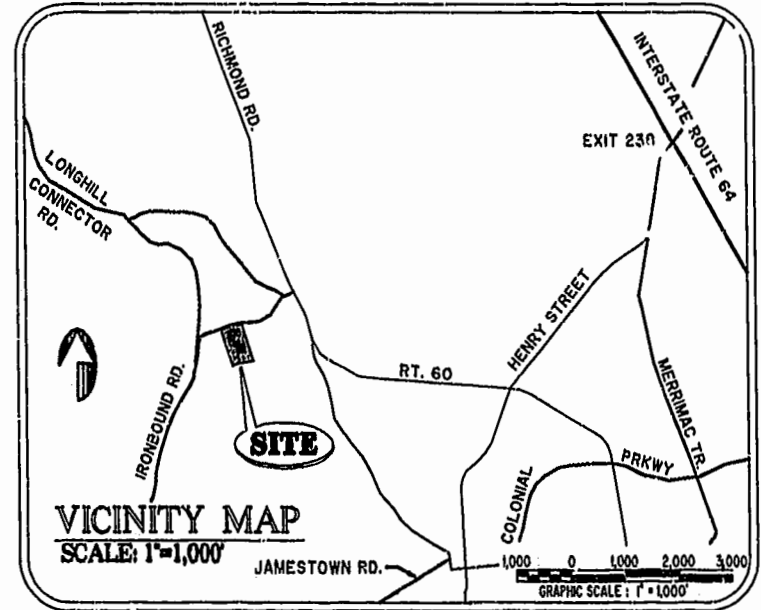 RICHMOND RD.
INTERSTATE ROUTE 64
EXIT 238
LONGHILL
CONNECTOR
RD.
HENRY STREET
RT. 60
IRONBOUND RD.
MERRIMAC TR.
SITE
COLONIAL
PRKWY
VICINITY MAP
SCALE: 1"=1,000'
JAMESTOWN RD.
1,000 0 1,000 2,000 3,000
GRAPHIC SCALE : 1" = 1,000'